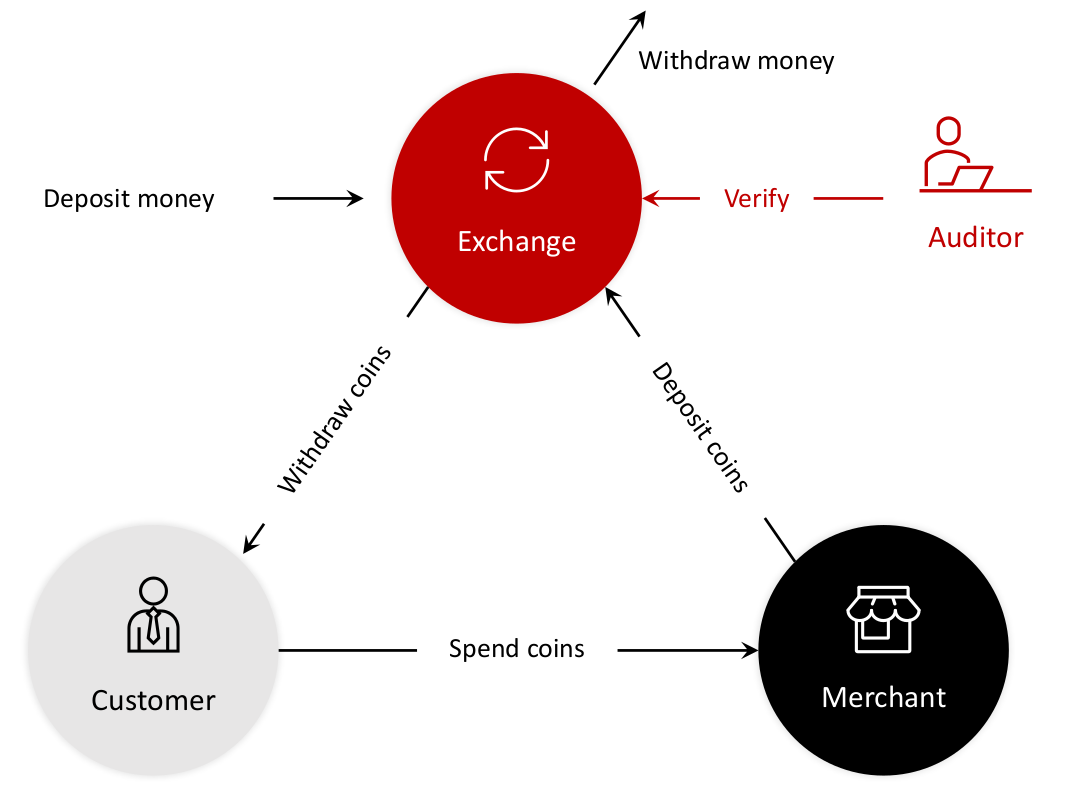 Withdraw money
Deposit money
Verify
Exchange
Auditor
Withdraw coins
Deposit coins
Spend coins
Customer
Merchant